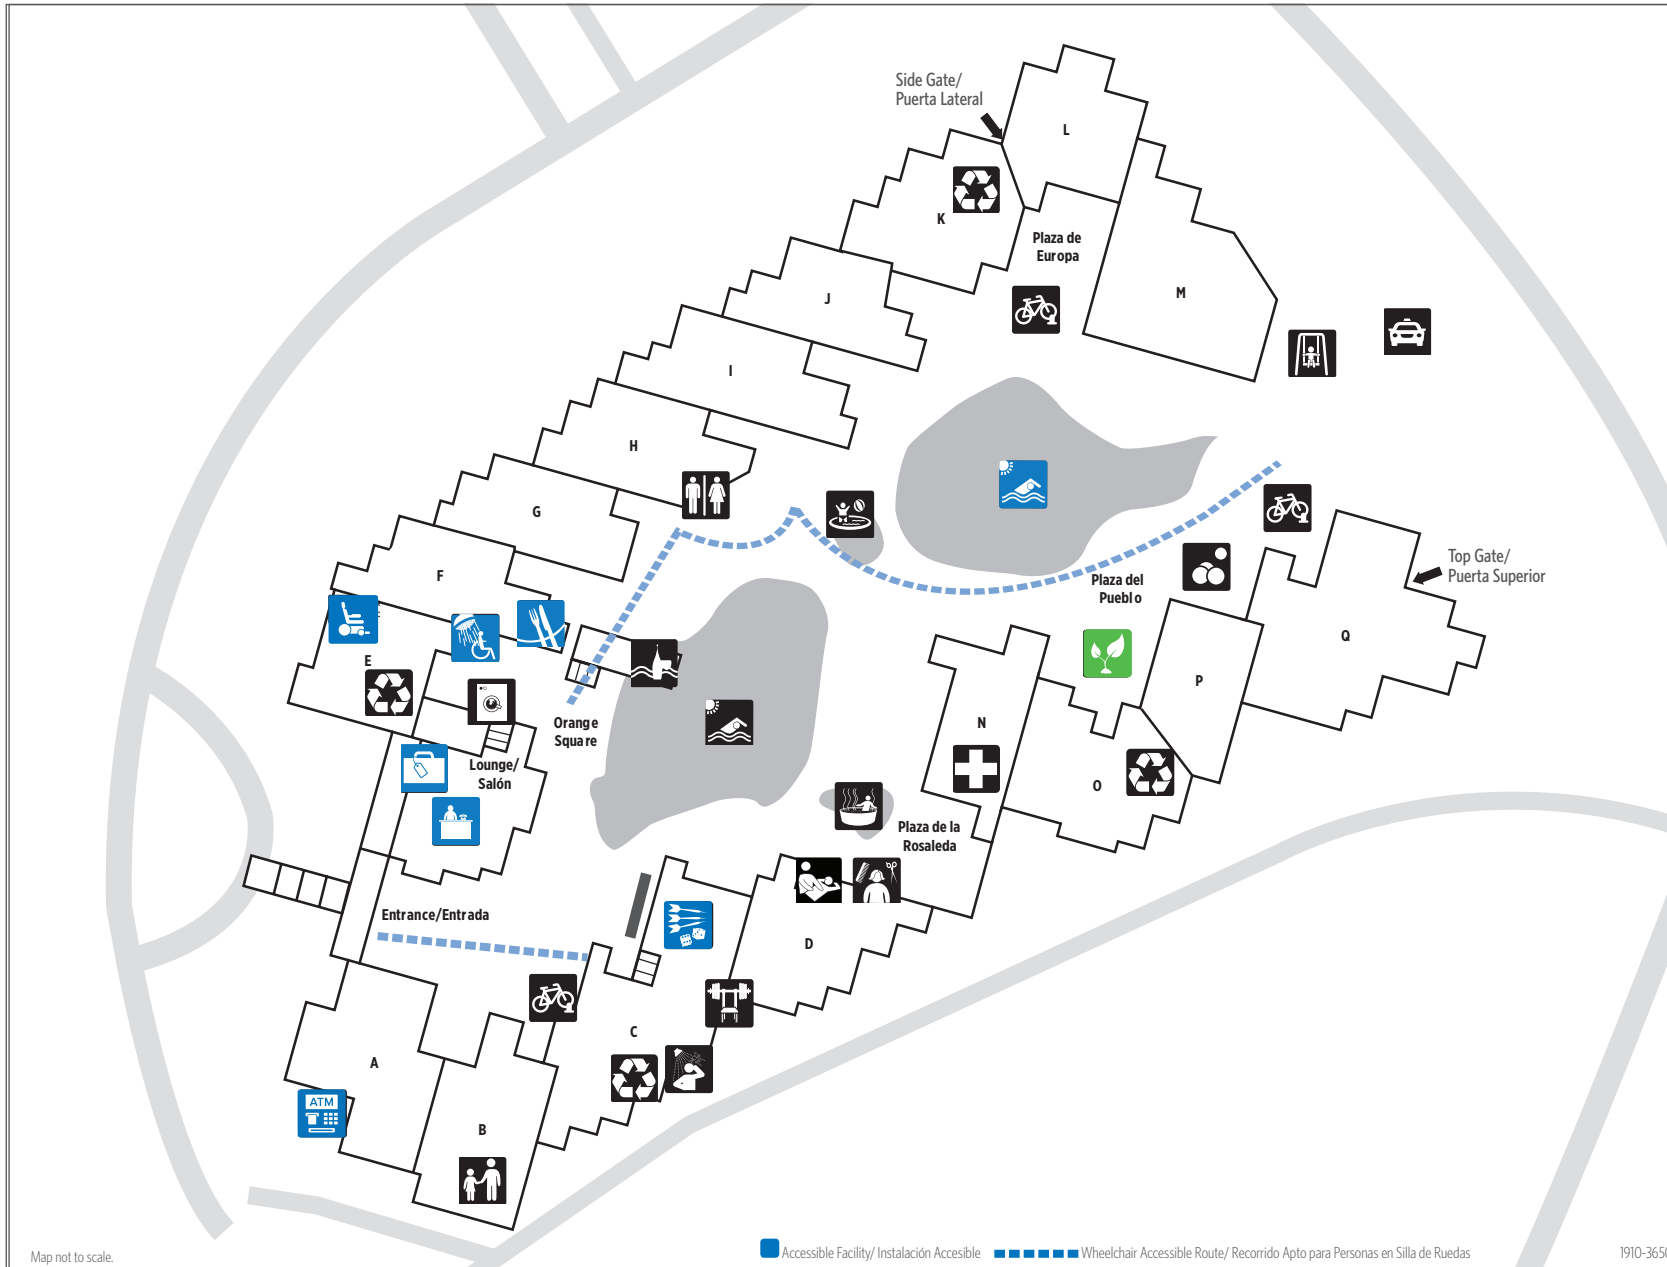 Side Gate/
Puerta Lateral
L
K
Plaza de
Europa
J
M
I
H
G
F
E
Top Gate/
Puerta Superior
Plaza del
Pueblo
Q
P
N
O
Orange
Square
Lounge/
Salón
Plaza de la
Rosaleda
Entrance/Entrada
D
C
A
ATM
B
Map not to scale.
Accessible Facility/ Instalación Accesible
Wheelchair Accessible Route/ Recorrido Apto para Personas en Silla de Ruedas
1910-3650